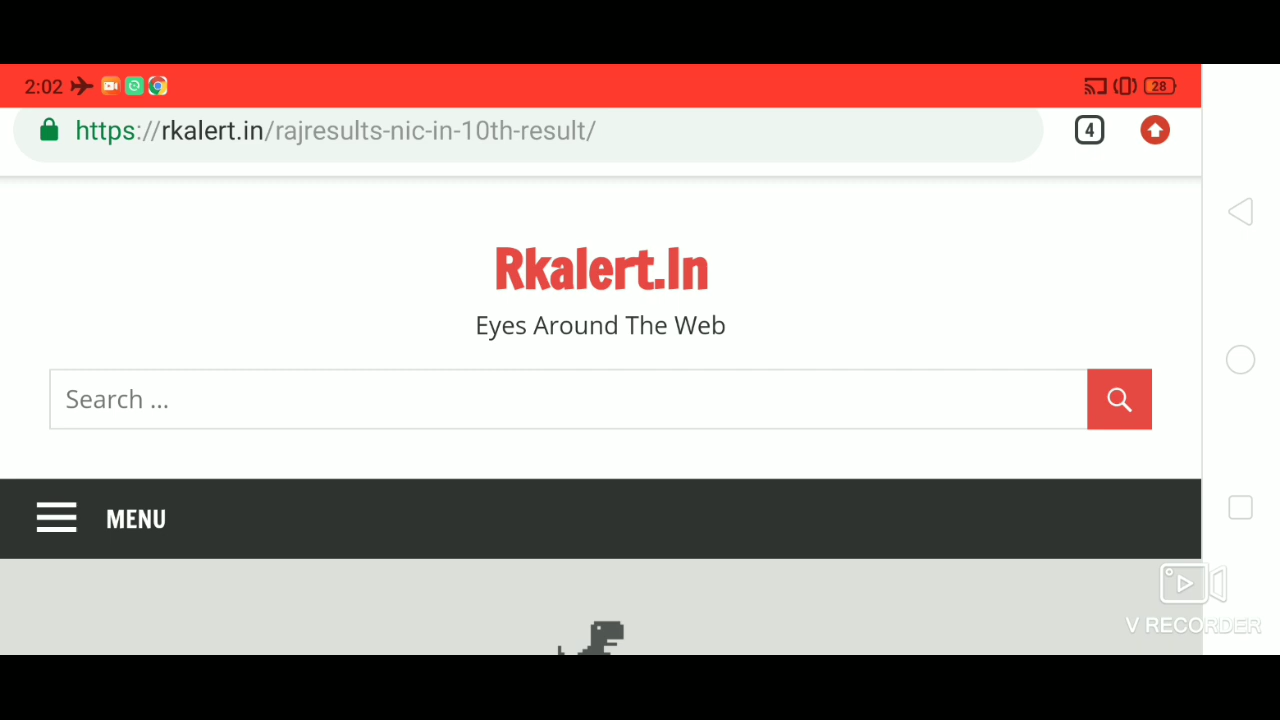 2:02
28
https://rkalert.in/rajresults-nic-in-10th-result/
4
Rkalert.In
Eyes Around The Web
Search ...
MENU
V RECORDER